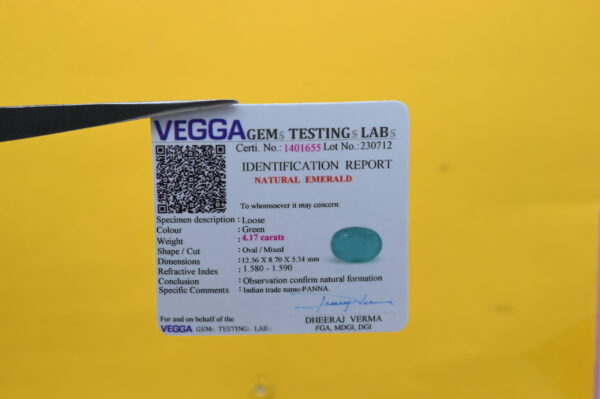 VEGGA GEMs TESTINGs LABs
Certi. No.: 1401655 Lot No.:230712
IDENTIFICATION REPORT
NATURAL EMERALD
To whomsoever it may concern:
Specimen description : Loose
Colour : Green
Weight : 4.17 carats
Shape / Cut : Oval / Mixed
Dimensions : 12.56 X 8.70 X 5.34 mm
Refractive Index : 1.580 - 1.590
Conclusion : Observation confirm natural formation
Specific Comments : Indian trade name-PANNA.
For and on behalf of the
VEGGA GEMs TESTINGs LABs
DHEERAJ VERMA
FGA, MDGI, DGI